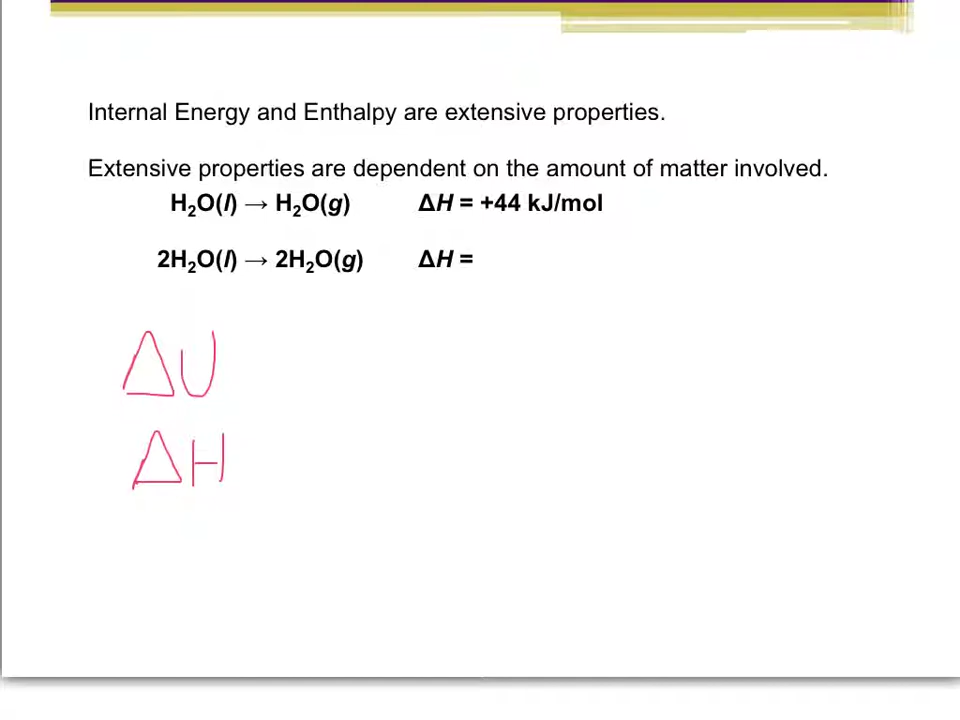 Internal Energy and Enthalpy are extensive properties.
Extensive properties are dependent on the amount of matter involved.
H₂O(l) → H₂O(g) ΔH = +44 kJ/mol
2H₂O(l) → 2H₂O(g) ΔH =
ΔU
ΔH